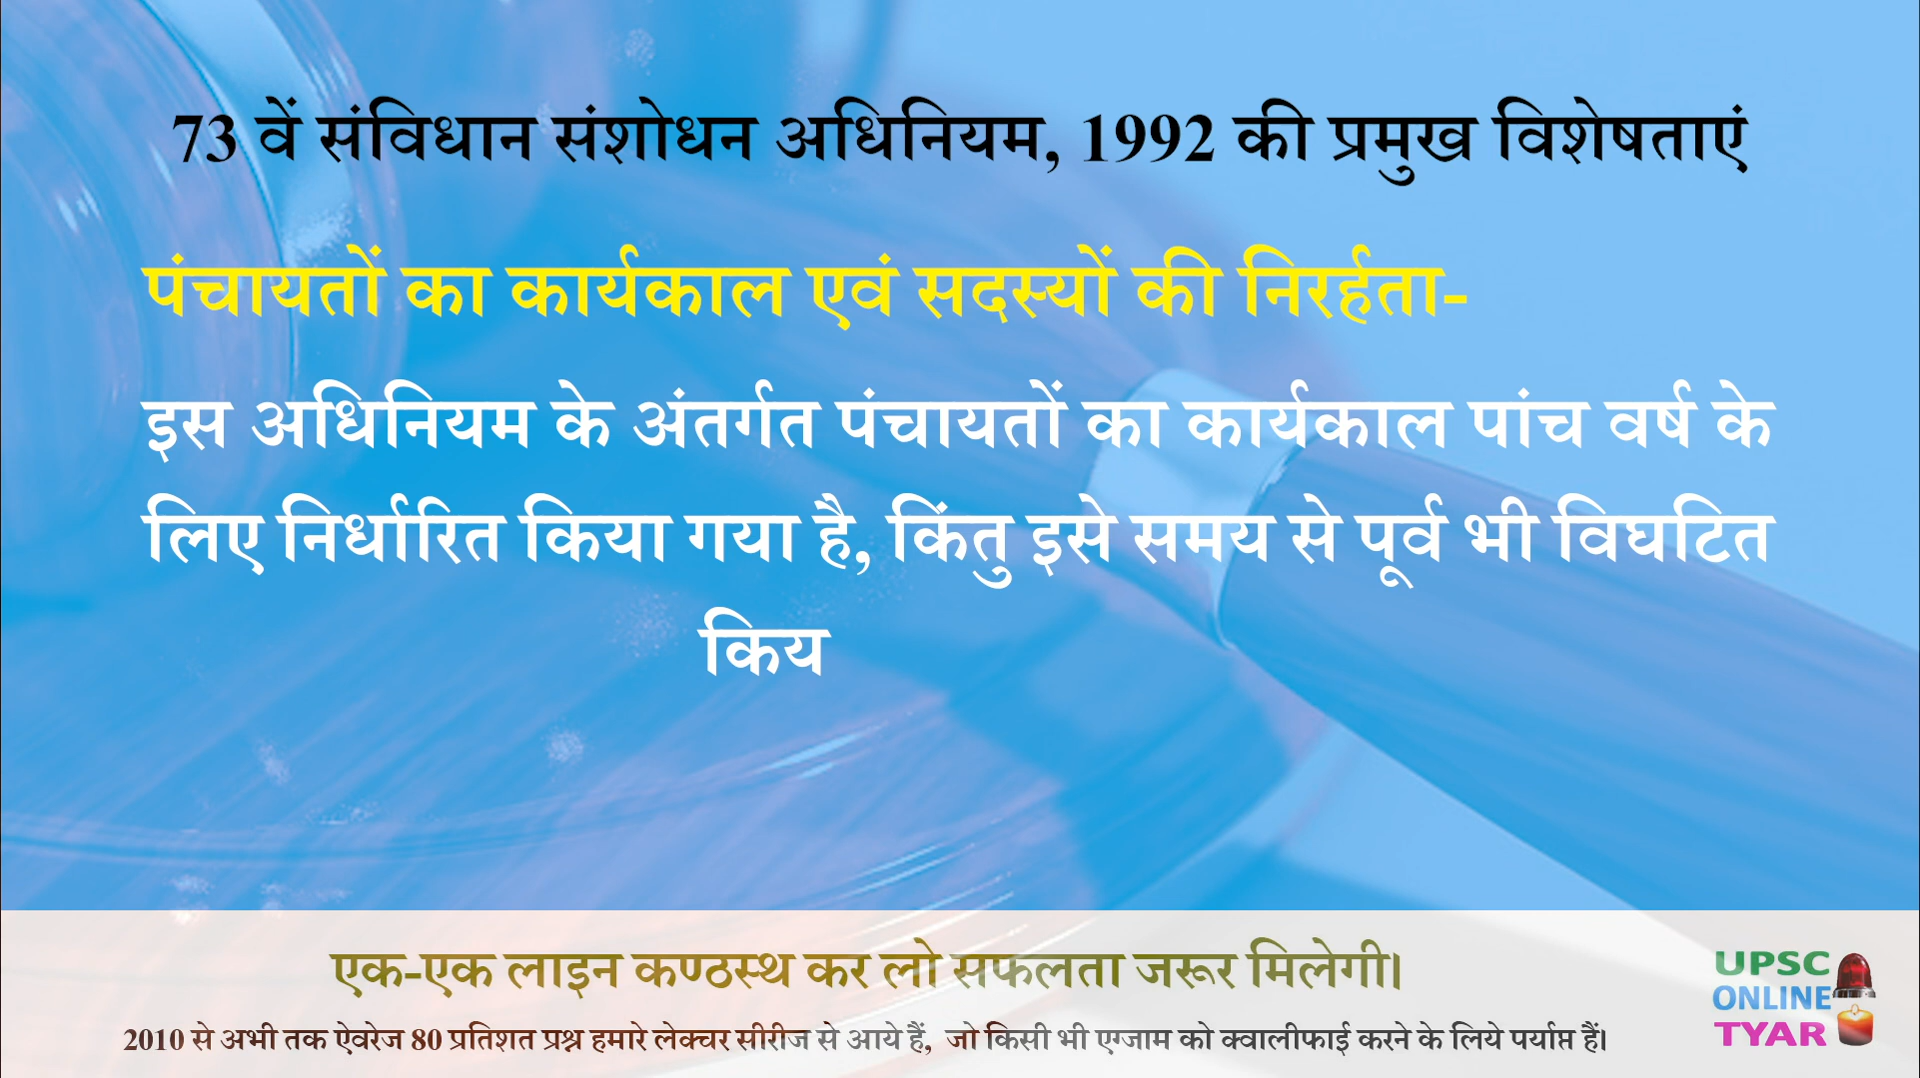 73 वें संविधान संशोधन अधिनियम, 1992 की प्रमुख विशेषताएं
पंचायतों का कार्यकाल एवं सदस्यों की निरर्हता-
इस अधिनियम के अंतर्गत पंचायतों का कार्यकाल पांच वर्ष के
लिए निर्धारित किया गया है, किंतु इसे समय से पूर्व भी विघटित
किय
एक-एक लाइन कण्ठस्थ कर लो सफलता जरूर मिलेगी।
2010 से अभी तक ऐवरेज 80 प्रतिशत प्रश्न हमारे लेक्चर सीरीज से आये हैं, जो किसी भी एग्जाम को क्वालीफाई करने के लिये पर्याप्त हैं।
UPSC
ONLINE
TYAR